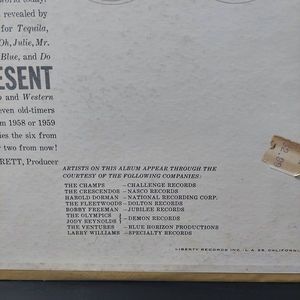 world today!
revealed by
for Tequila,
Oh, Julie, Mr.
Blue, and Do
ESENT
and Western
even old-timers
m 1958 or 1959
ies the six from
two from now!
RETT, Producer
ARTISTS ON THIS ALBUM APPEAR THROUGH THE
COURTESY OF THE FOLLOWING COMPANIES:
THE CHAMPS – CHALLENGE RECORDS
THE CRESCENDOS – NASCO RECORDS
HAROLD DORMAN – NATIONAL RECORDING CORP.
THE FLEETWOODS – DOLTON RECORDS
BOBBY FREEMAN – JUBILEE RECORDS
THE OLYMPICS
JODY REYNOLDS } – DEMON RECORDS
THE VENTURES – BLUE HORIZON PRODUCTIONS
LARRY WILLIAMS – SPECIALTY RECORDS
LIBERTY RECORDS INC., L.A. 28, CALIFORNIA